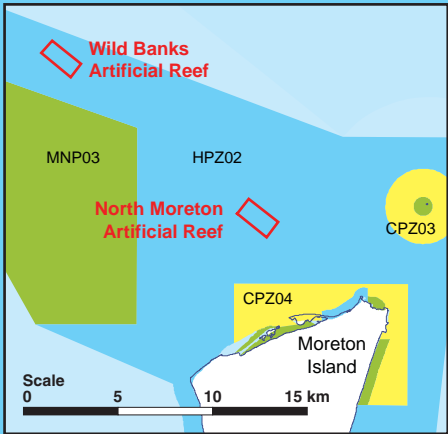 Wild Banks
Artificial Reef
MNP03
HPZ02
North Moreton
Artificial Reef
CPZ03
CPZ04
Moreton
Island
Scale
0 5 10 15 km